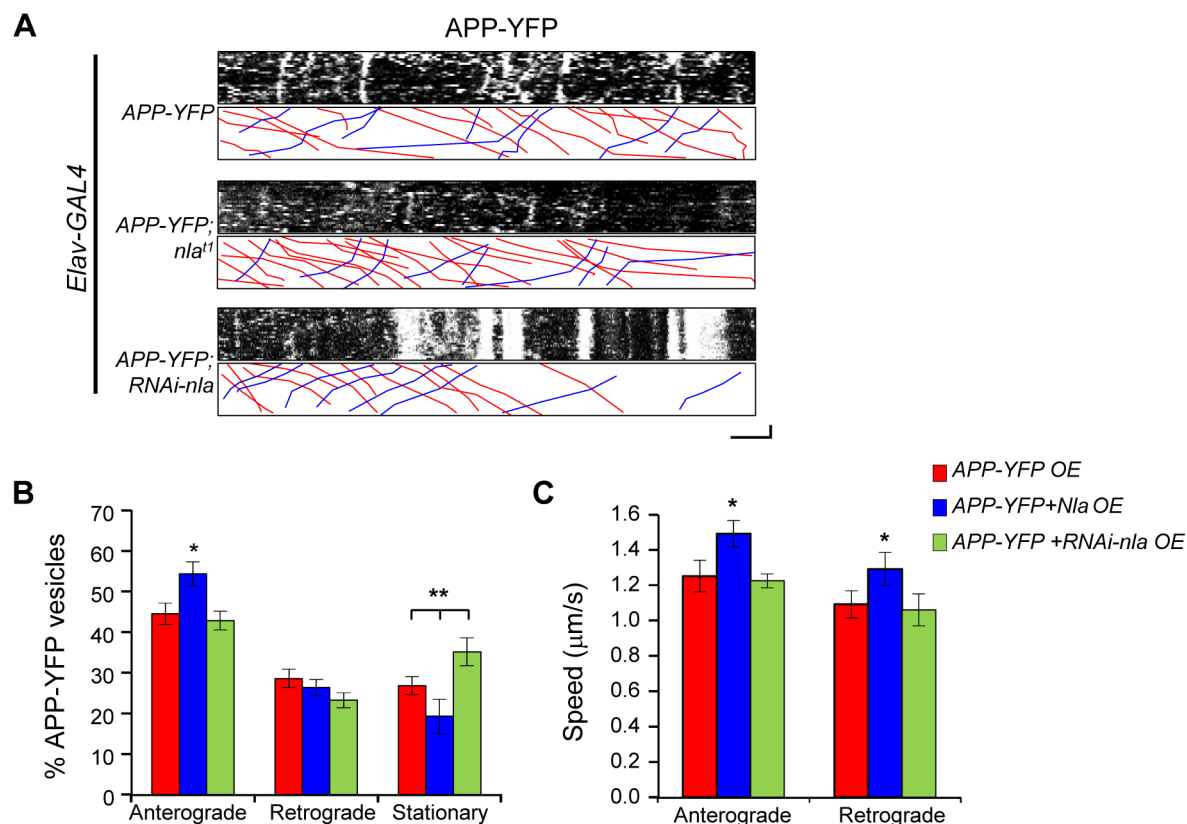 A
APP-YFP
Elav-GAL4
APP-YFP
APP-YFP;
nlaᵗ¹
APP-YFP;
RNAi-nla
B
% APP-YFP vesicles
70
60
50
40
30
20
10
0
*
**
Anterograde
Retrograde
Stationary
C
Speed (μm/s)
1.6
1.4
1.2
1.0
1.6
0.8
0.6
0.4
0.2
0.0
*
*
Anterograde
Retrograde
APP-YFP OE
APP-YFP+Nla OE
APP-YFP +RNAi-nla OE